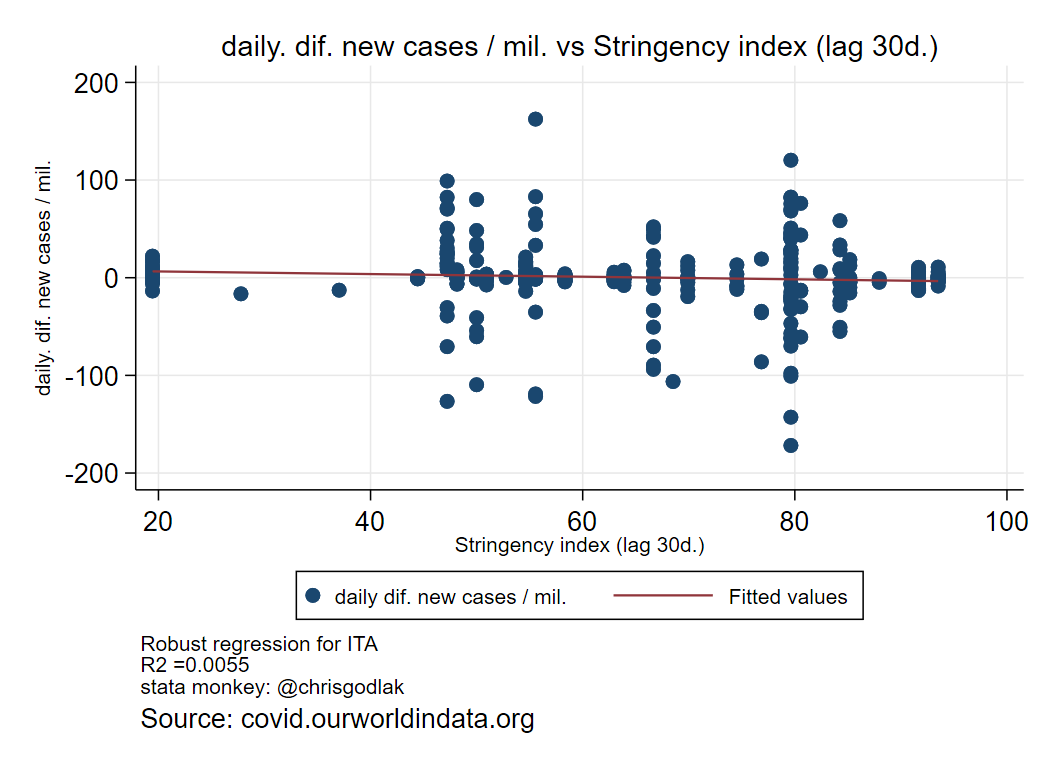 daily. dif. new cases / mil. vs Stringency index (lag 30d.)
daily. dif. new cases / mil.
200
100
0
-100
-200
20 40 60 80 100
Stringency index (lag 30d.)
daily dif. new cases / mil. Fitted values
Robust regression for ITA
R2 =0.0055
stata monkey: @chrisgodlak
Source: covid.ourworldindata.org